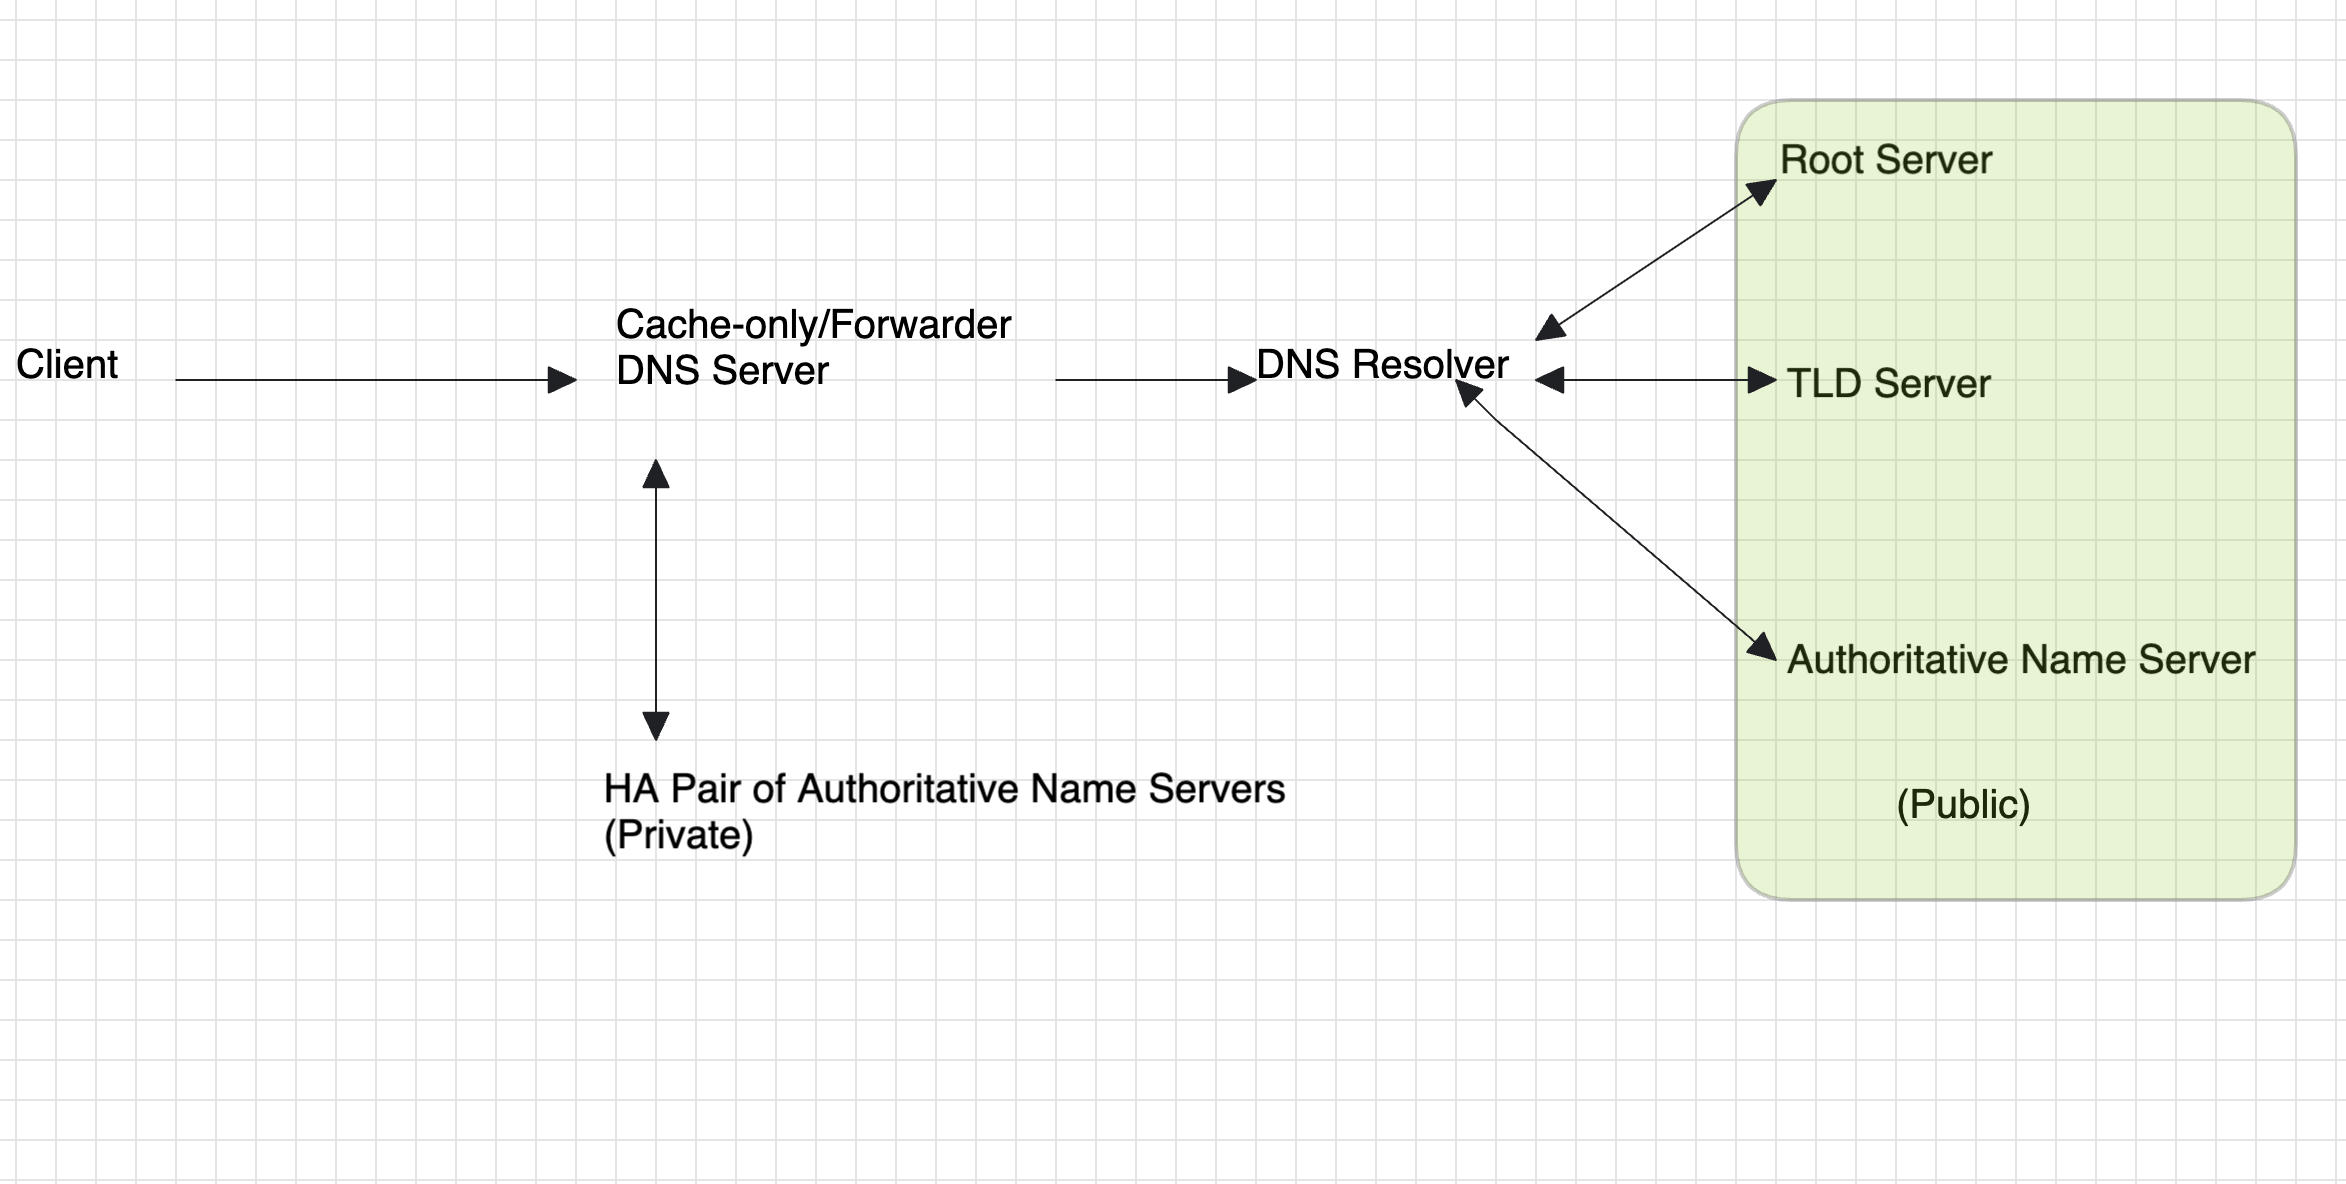 Client
Cache-only/Forwarder
DNS Server
DNS Resolver
Root Server
TLD Server
Authoritative Name Server
(Public)
HA Pair of Authoritative Name Servers
(Private)